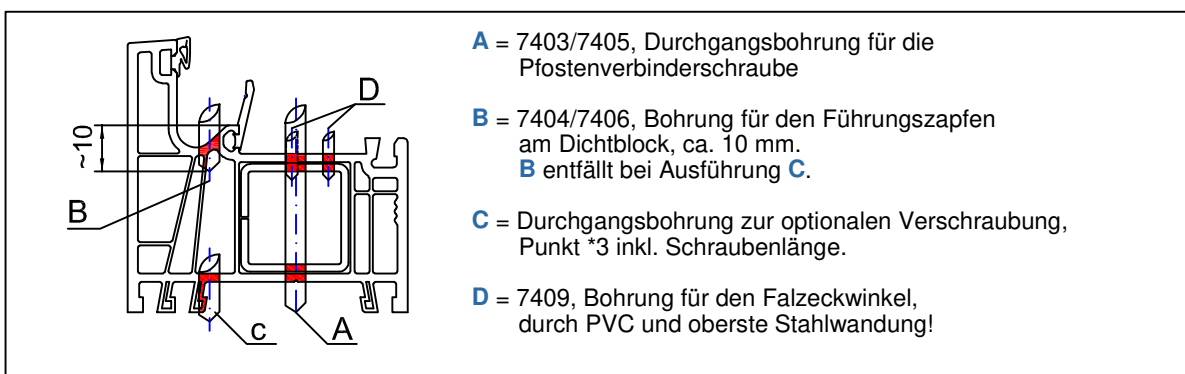 A = 7403/7405, Durchgangsbohrung für die
Pfostenverbinderschraube
B = 7404/7406, Bohrung für den Führungszapfen
am Dichtblock, ca. 10 mm.
B entfällt bei Ausführung C.
C = Durchgangsbohrung zur optionalen Verschraubung,
Punkt *3 inkl. Schraubenlänge.
D = 7409, Bohrung für den Falzeckwinkel,
durch PVC und oberste Stahlwandung!
D
~10
B
c
A